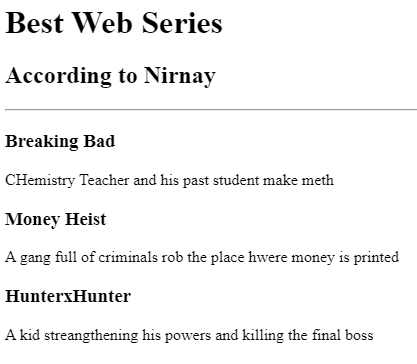 Best Web Series
According to Nirnay
Breaking Bad
CHemistry Teacher and his past student make meth
Money Heist
A gang full of criminals rob the place hwere money is printed
HunterxHunter
A kid streangthening his powers and killing the final boss